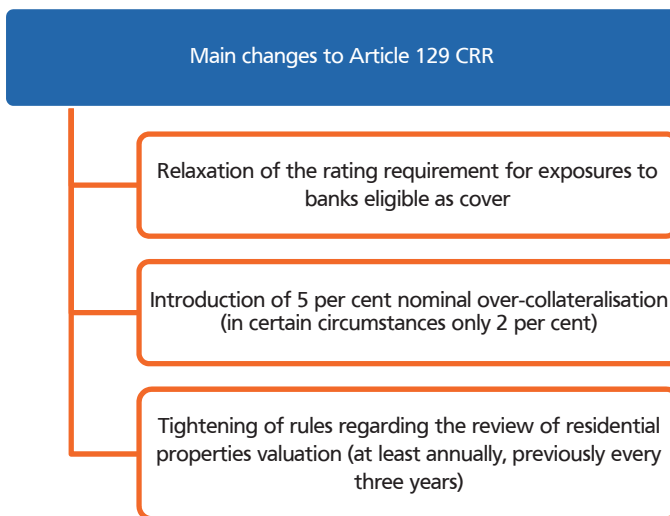 Main changes to Article 129 CRR
Relaxation of the rating requirement for exposures to
banks eligible as cover
Introduction of 5 per cent nominal over-collateralisation
(in certain circumstances only 2 per cent)
Tightening of rules regarding the review of residential
properties valuation (at least annually, previously every
three years)